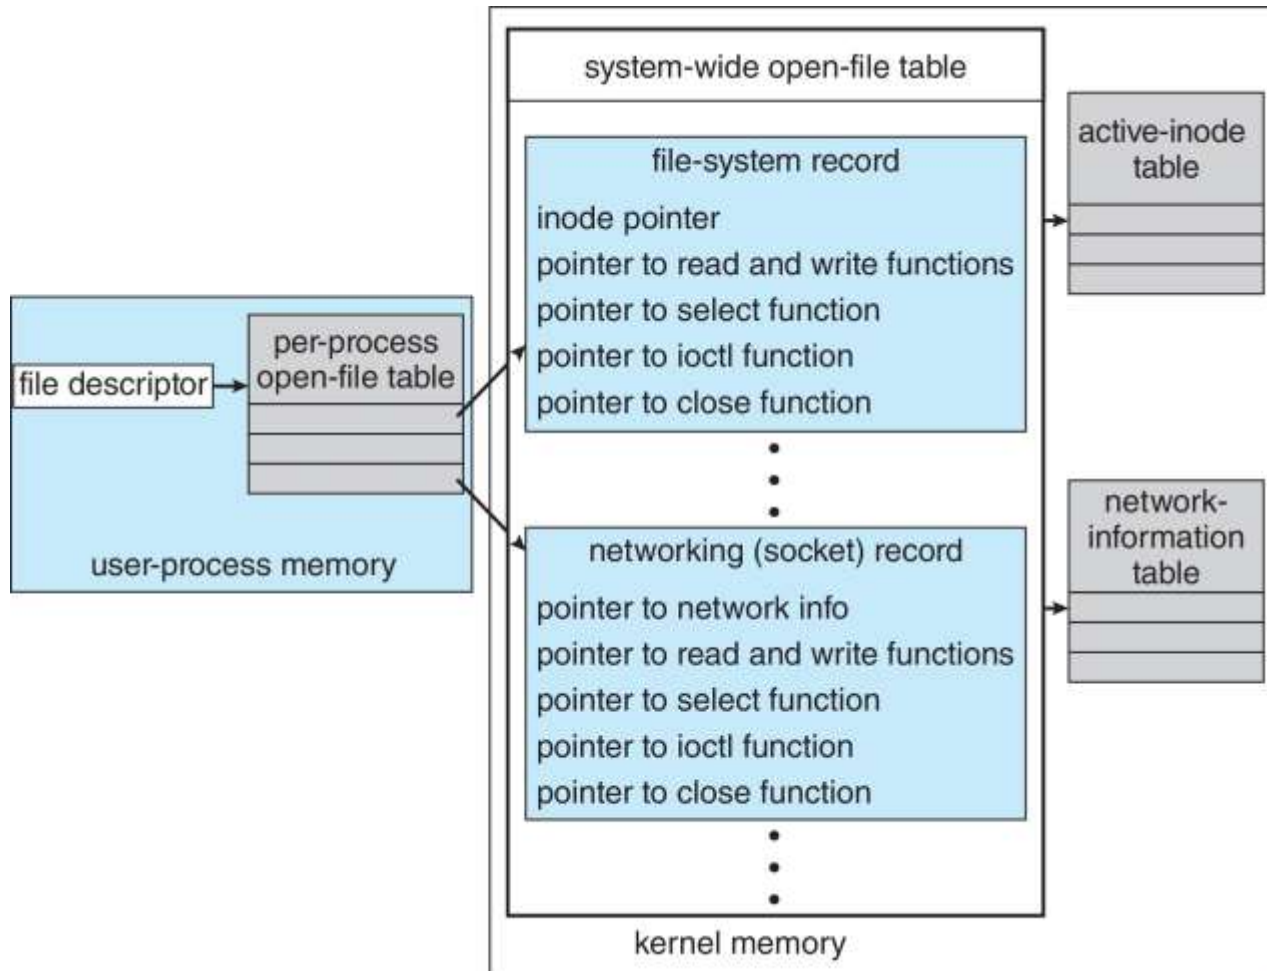 system-wide open-file table
file-system record
inode pointer
pointer to read and write functions
pointer to select function
pointer to ioctl function
pointer to close function
active-inode
table
file descriptor
per-process
open-file table
user-process memory
networking (socket) record
pointer to network info
pointer to read and write functions
pointer to select function
pointer to ioctl function
pointer to close function
network-
information
table
kernel memory